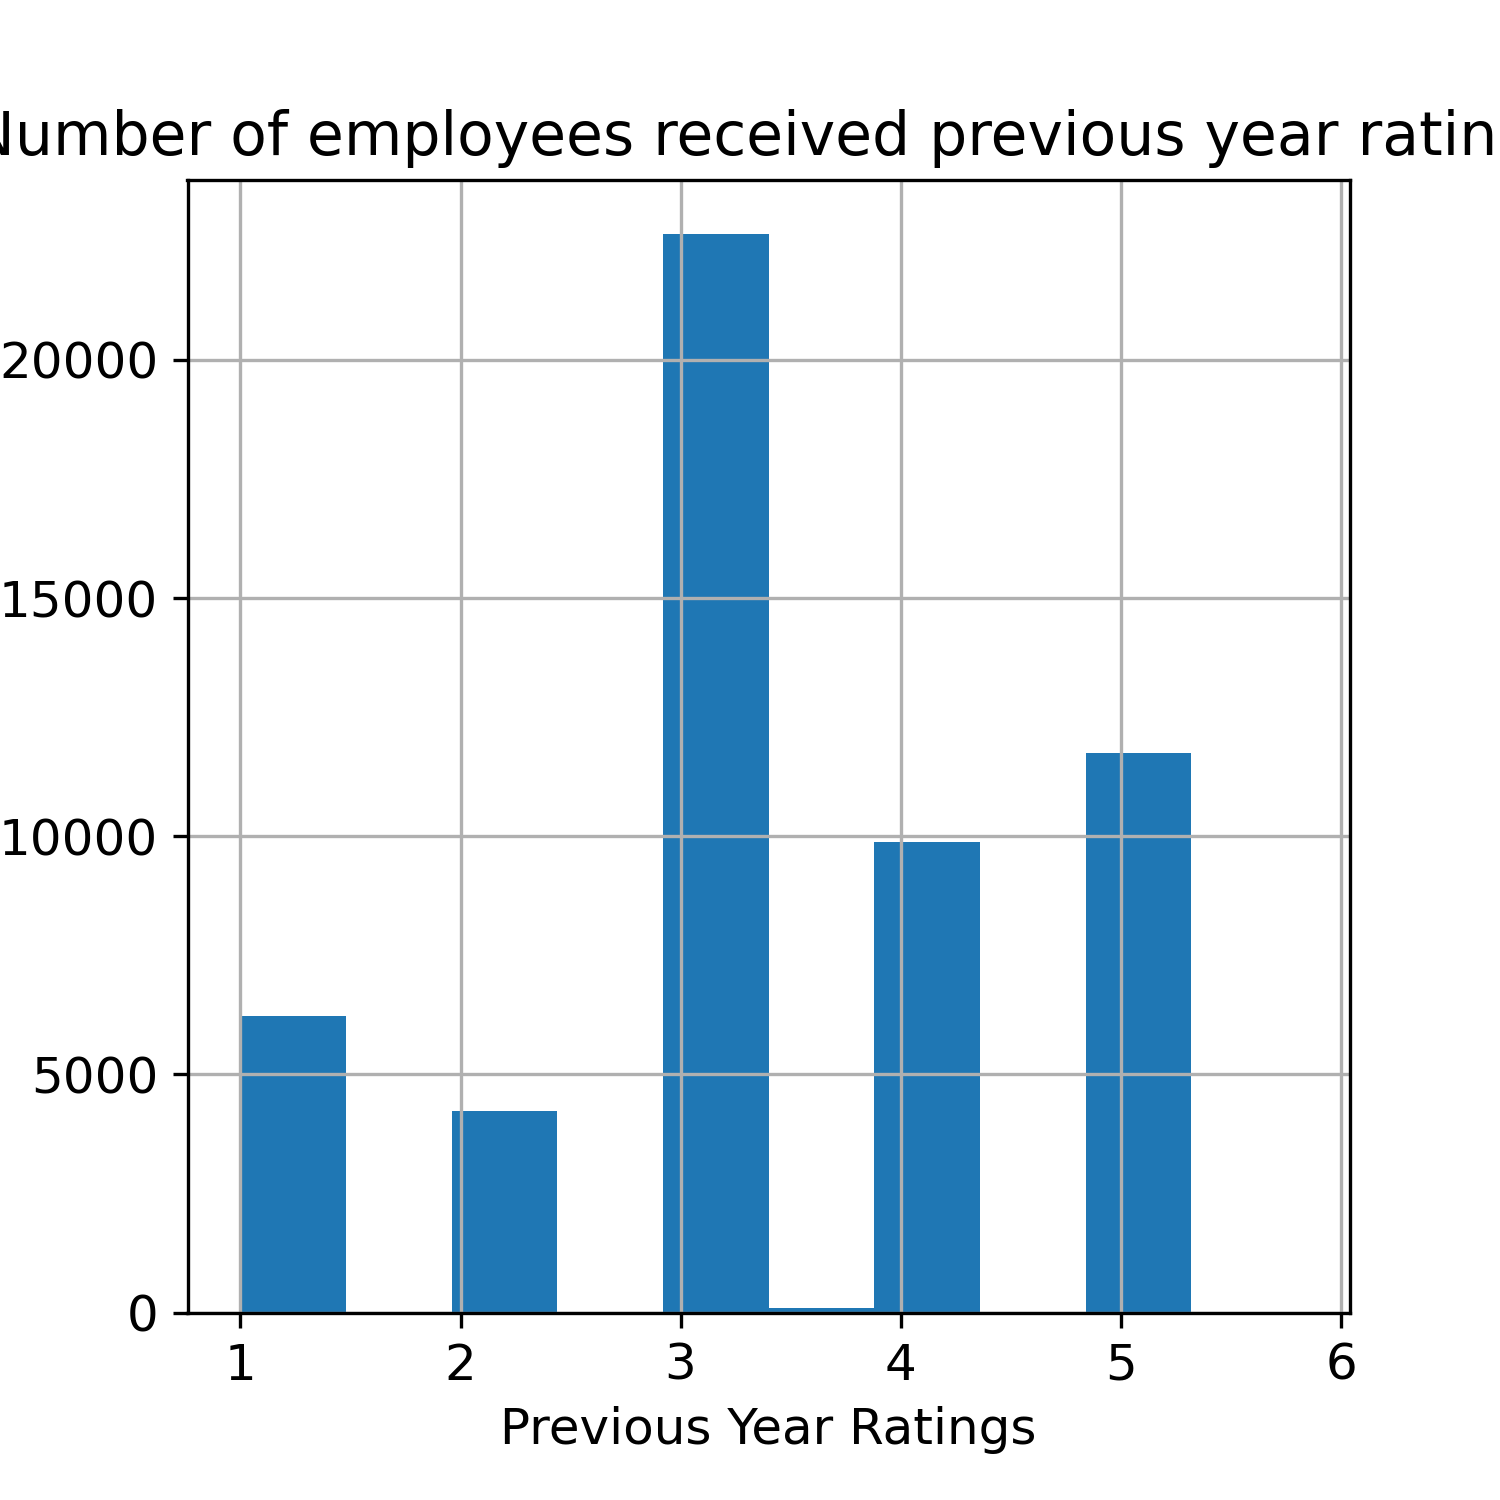 Number of employees received previous year ratin
20000
15000
10000
5000
0
1 2 3 4 5 6
Previous Year Ratings